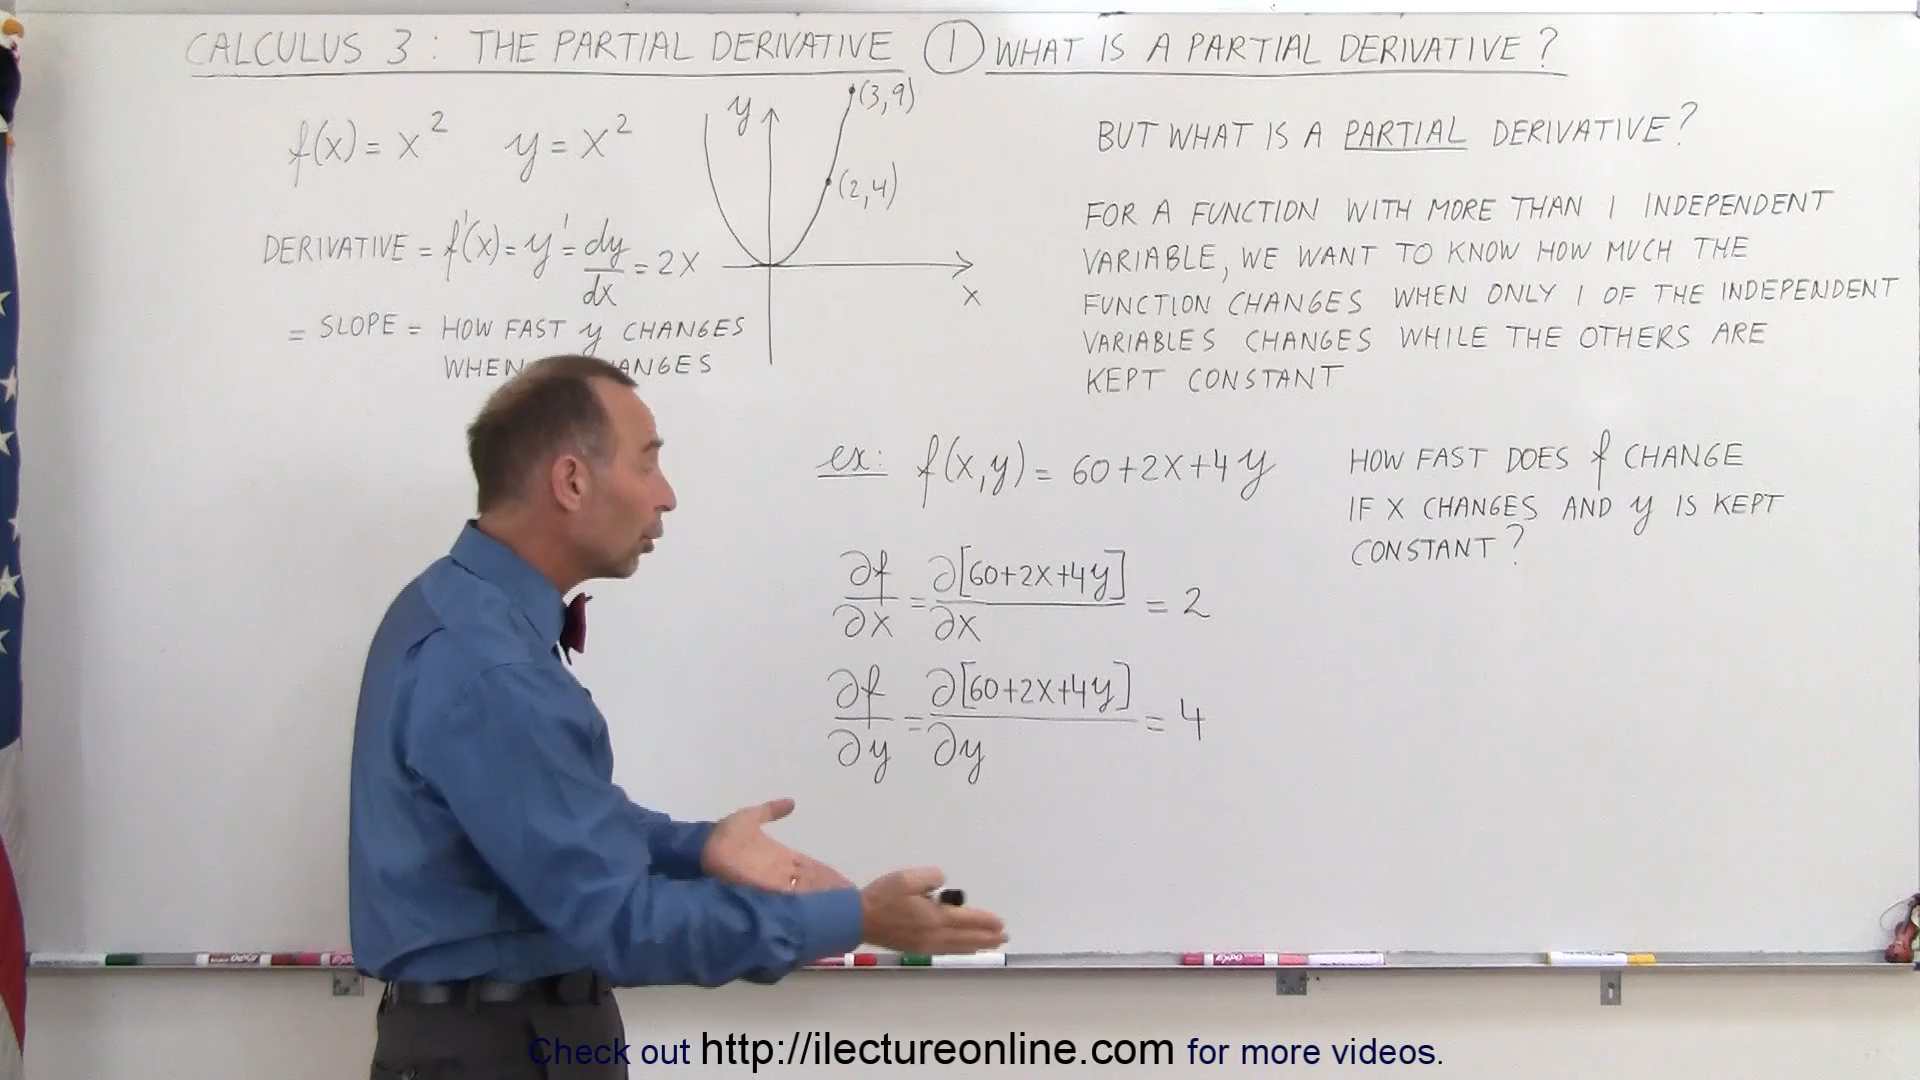 CALCULUS 3 : THE PARTIAL DERIVATIVE ① WHAT IS A PARTIAL DERIVATIVE ?
f(x) = x² y = x²
DERIVATIVE = f'(x) = y' = dy/dx = 2x
= SLOPE = HOW FAST y CHANGES
WHEN ANGES
y
(3,9)
(2,4)
x
BUT WHAT IS A PARTIAL DERIVATIVE ?
FOR A FUNCTION WITH MORE THAN 1 INDEPENDENT
VARIABLE, WE WANT TO KNOW HOW MUCH THE
FUNCTION CHANGES WHEN ONLY 1 OF THE INDEPENDENT
VARIABLES CHANGES WHILE THE OTHERS ARE
KEPT CONSTANT
ex: f(x,y) = 60+2x+4y
HOW FAST DOES f CHANGE
IF X CHANGES AND y IS KEPT
CONSTANT ?
∂f/∂x = ∂[60+2x+4y]/∂x = 2
∂f/∂y = ∂[60+2x+4y]/∂y = 4
EXPO
Check out http://ilectureonline.com for more videos.